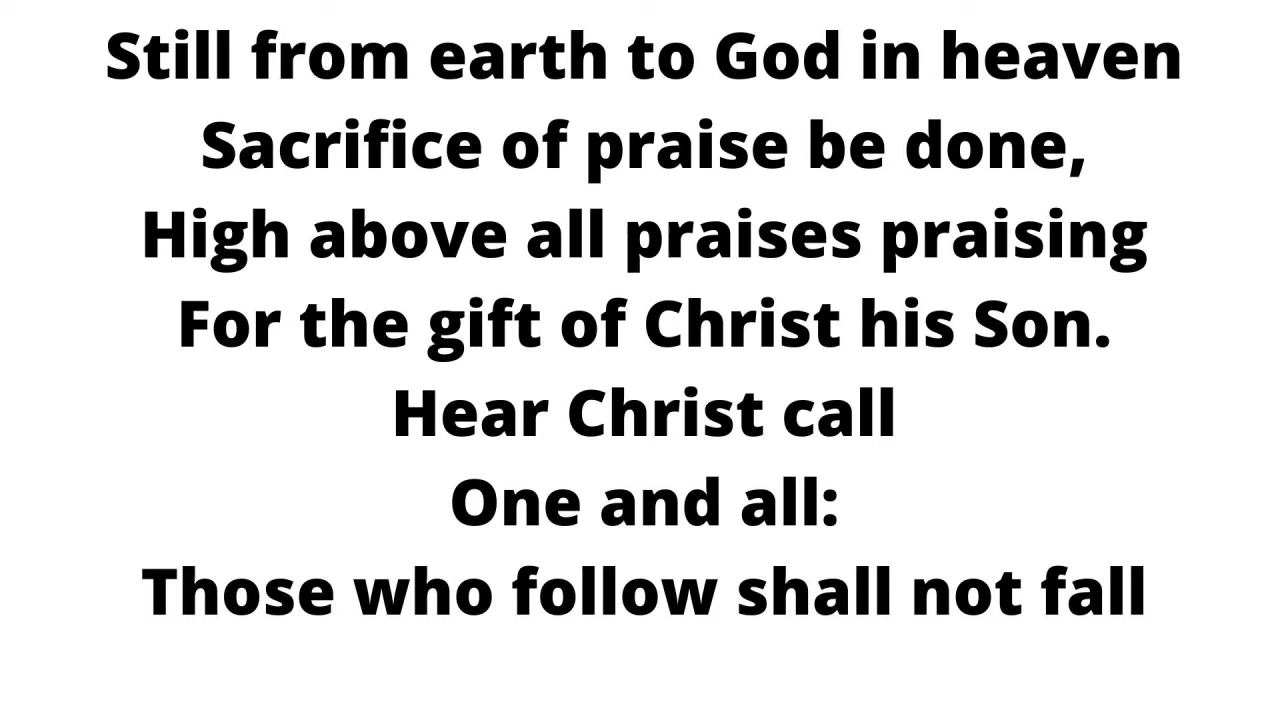 Still from earth to God in heaven
Sacrifice of praise be done,
High above all praises praising
For the gift of Christ his Son.
Hear Christ call
One and all:
Those who follow shall not fall